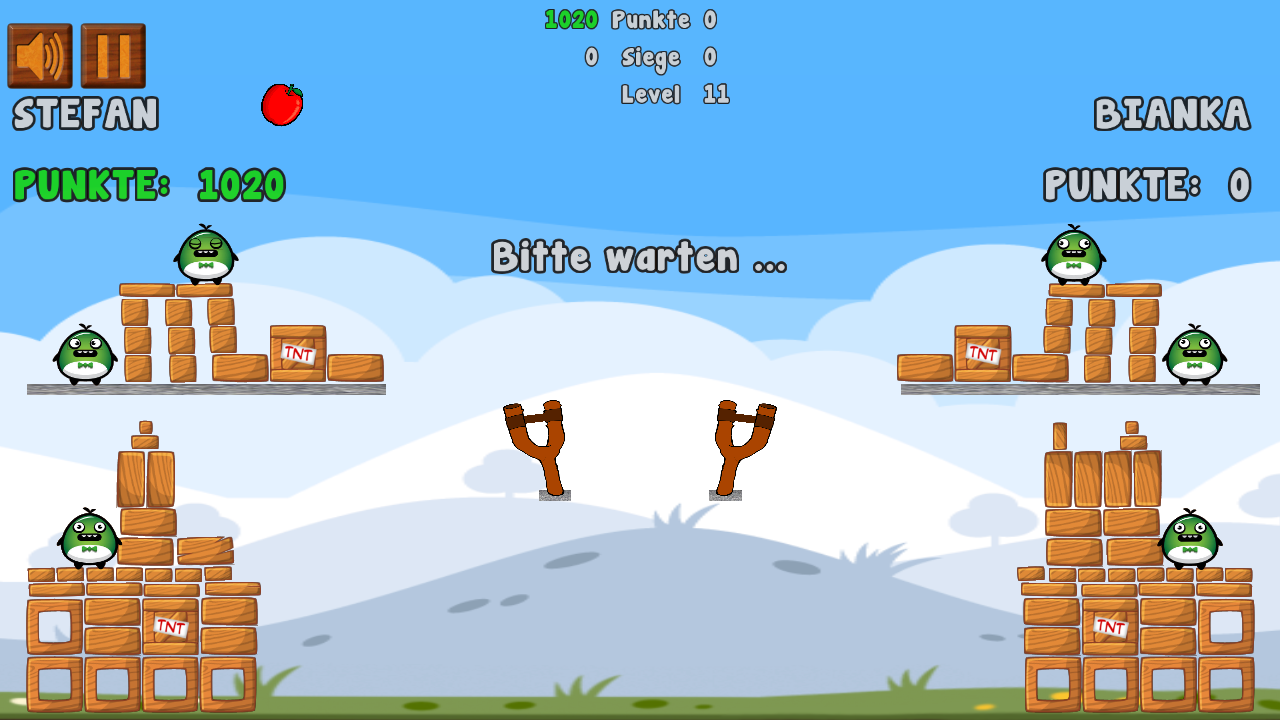 1020 Punkte 0
0 Siege 0
Level 11
STEFAN
BIANKA
PUNKTE: 1020
PUNKTE: 0
Bitte warten ...
TNT
TNT
TNT
TNT